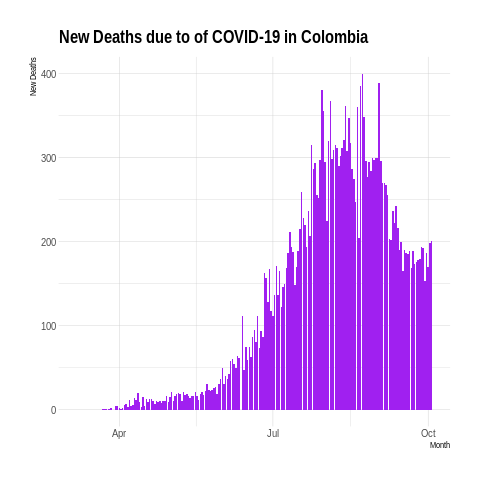 New Deaths due to of COVID-19 in Colombia
New Deaths
400
300
200
100
0
Apr
Jul
Oct
Month